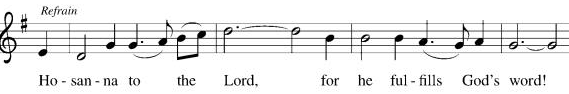 Refrain
Ho - san - na to the Lord, for he ful - fills God's word!